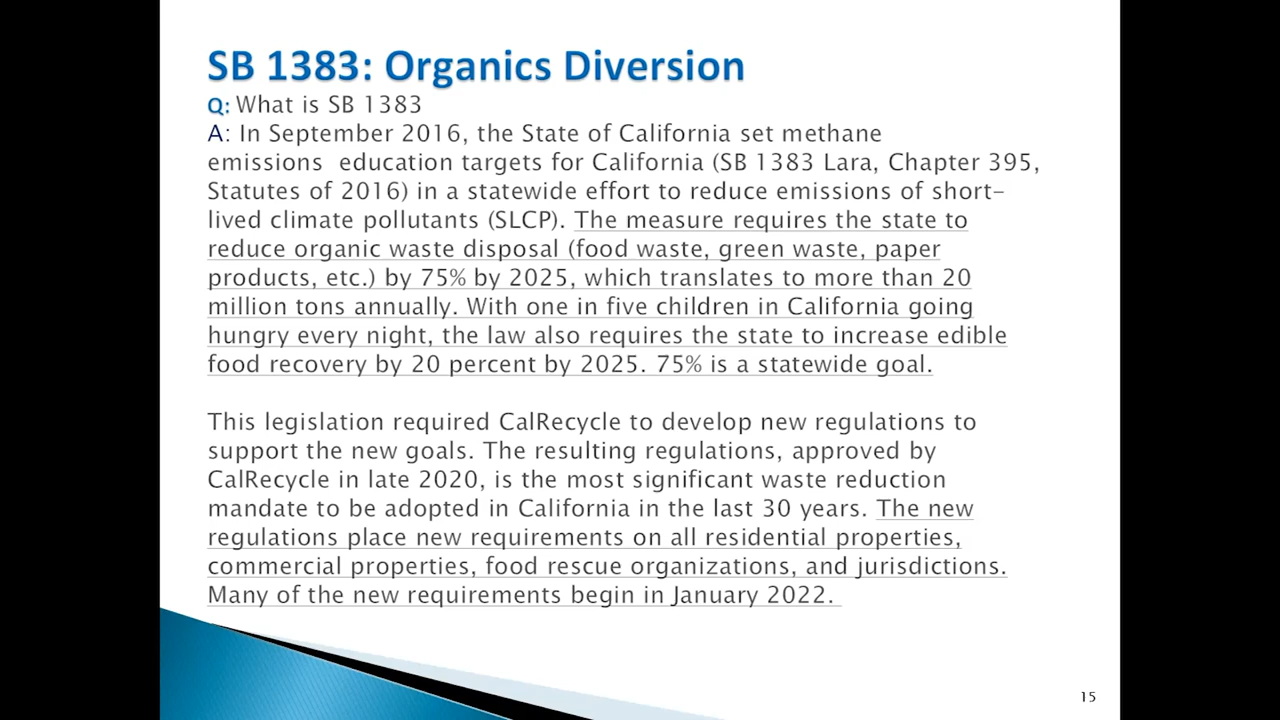 SB 1383: Organics Diversion
Q: What is SB 1383
A: In September 2016, the State of California set methane
emissions  education targets for California (SB 1383 Lara, Chapter 395,
Statutes of 2016) in a statewide effort to reduce emissions of short-
lived climate pollutants (SLCP). The measure requires the state to
reduce organic waste disposal (food waste, green waste, paper
products, etc.) by 75% by 2025, which translates to more than 20
million tons annually. With one in five children in California going
hungry every night, the law also requires the state to increase edible
food recovery by 20 percent by 2025. 75% is a statewide goal.
This legislation required CalRecycle to develop new regulations to
support the new goals. The resulting regulations, approved by
CalRecycle in late 2020, is the most significant waste reduction
mandate to be adopted in California in the last 30 years. The new
regulations place new requirements on all residential properties,
commercial properties, food rescue organizations, and jurisdictions.
Many of the new requirements begin in January 2022.
15